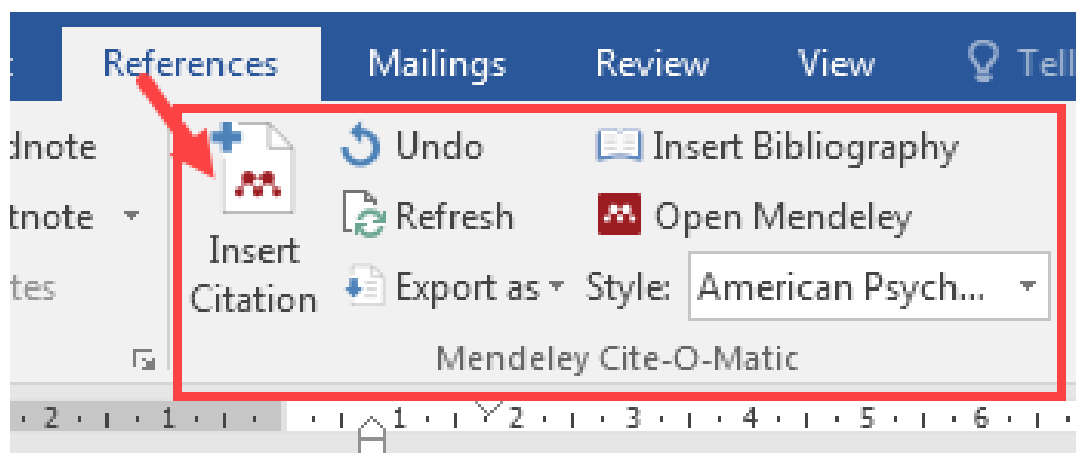 References Mailings Review View Tell
dnote Undo Insert Bibliography
tnote Refresh Open Mendeley
Insert
Citation
tes Export as Style: American Psych...
Mendeley Cite-O-Matic
2 1 1 2 3 4 5 6